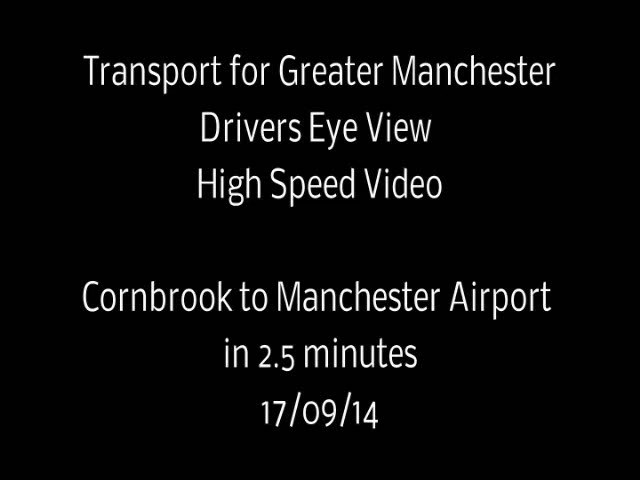 Transport for Greater Manchester
Drivers Eye View
High Speed Video
Cornbrook to Manchester Airport
in 2.5 minutes
17/09/14